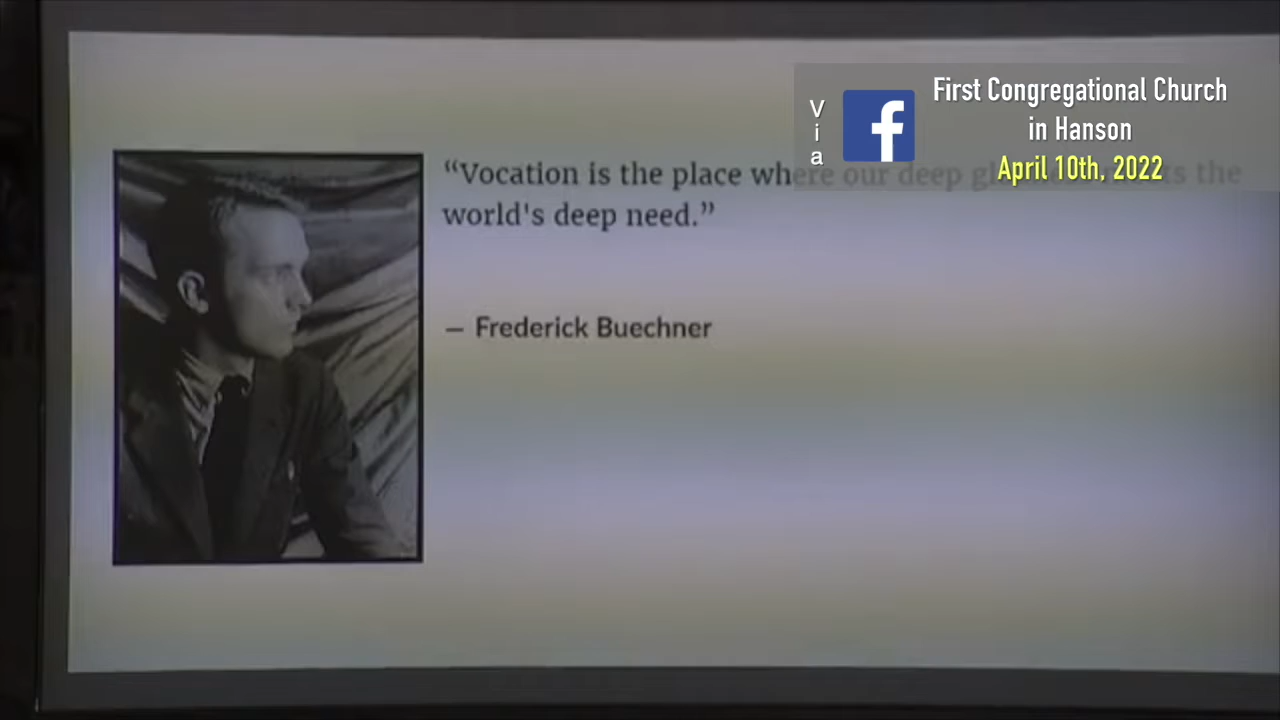 Via
f
First Congregational Church
in Hanson
April 10th, 2022
“Vocation is the place where our deep the
world's deep need.”
– Frederick Buechner